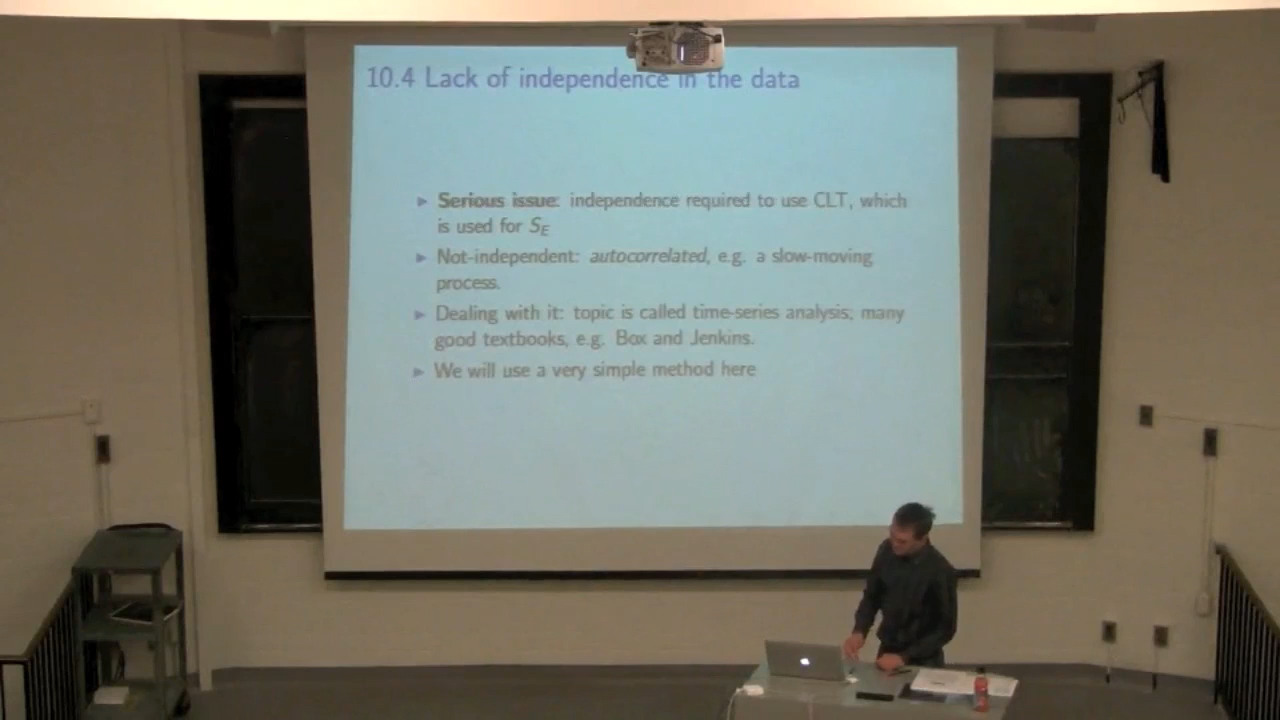 10.4 Lack of independence in the data
▶ Serious issue: independence required to use CLT, which
is used for S_E
▶ Not-independent: autocorrelated, e.g. a slow-moving
process.
▶ Dealing with it: topic is called time-series analysis; many
good textbooks, e.g. Box and Jenkins.
▶ We will use a very simple method here